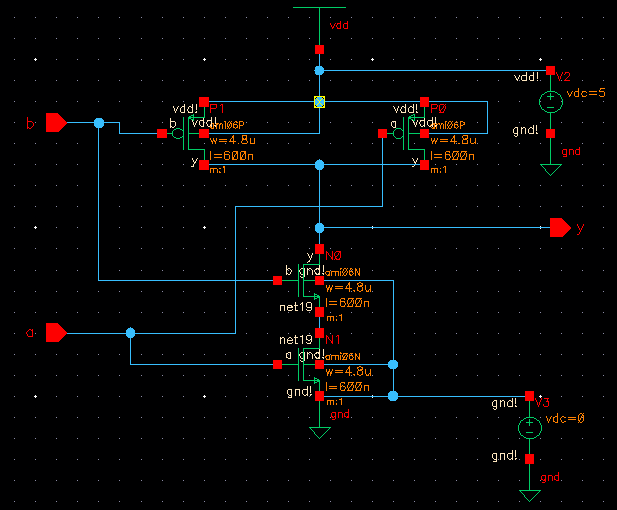 vdd
vdd!
V2
vdc=5
gnd!
gnd
vdd!
P1
b
vdd!
ami06P
w=4.8u
l=600n
m:1
y
vdd!
P0
a
vdd!
ami06P
w=4.8u
l=600n
m:1
y
b
y
y
N0
b
gnd!
ami06N
w=4.8u
l=600n
m:1
net19
a
net19
N1
a
gnd!
ami06N
w=4.8u
l=600n
m:1
gnd!
gnd
gnd!
V3
vdc=0
gnd!
gnd